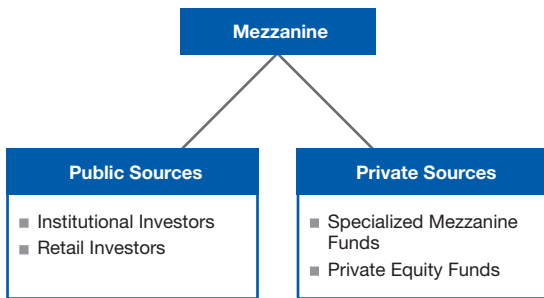 Mezzanine
Public Sources
Institutional Investors
Retail Investors
Private Sources
Specialized Mezzanine
Funds
Private Equity Funds